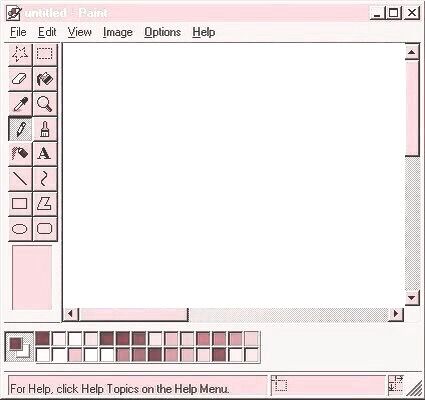 untitled - Paint
File Edit View Image Options Help
A
For Help, click Help Topics on the Help Menu.